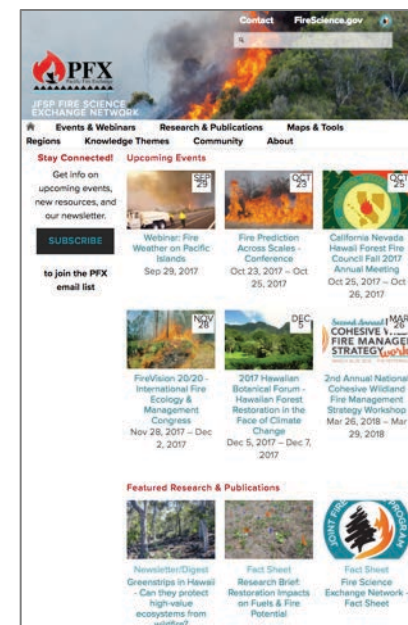 Contact FireScience.gov
PFX
Pacific Fire Exchange
JFSP FIRE SCIENCE
EXCHANGE NETWORK
Events & Webinars Research & Publications Maps & Tools
Regions Knowledge Themes Community About
Stay Connected!
Get info on
upcoming events,
new resources, and
our newsletter.
SUBSCRIBE
to join the PFX
email list
Upcoming Events
SEP
29
Webinar: Fire
Weather on Pacific
Islands
Sep 29, 2017
OCT
23
Fire Prediction
Across Scales -
Conference
Oct 23, 2017 – Oct
25, 2017
OCT
25
California Nevada
Hawaii Forest Fire
Council Fall 2017
Annual Meeting
Oct 25, 2017 – Oct
26, 2017
NOV
28
FireVision 20/20 -
International Fire
Ecology &
Management
Congress
Nov 28, 2017 – Dec
2, 2017
DEC
5
2017 Hawaiian
Botanical Forum -
Hawaiian Forest
Restoration in the
Face of Climate
Change
Dec 5, 2017 – Dec 7,
2017
MAR
26
Second Annual
COHESIVE
FIRE MANAGE
STRATEGY
2nd Annual National
Cohesive Wildland
Fire Management
Strategy Workshop
Mar 26, 2018 – Mar
29, 2018
Featured Research & Publications
Newsletter/Digest
Greenstrips in Hawaii
- Can they protect
high-value
ecosystems from
wildfire?
Fact Sheet
Research Brief:
Restoration Impacts
on Fuels & Fire
Potential
JOINT FIRE PROGRAM
Fact Sheet
Fire Science
Exchange Network -
Fact Sheet